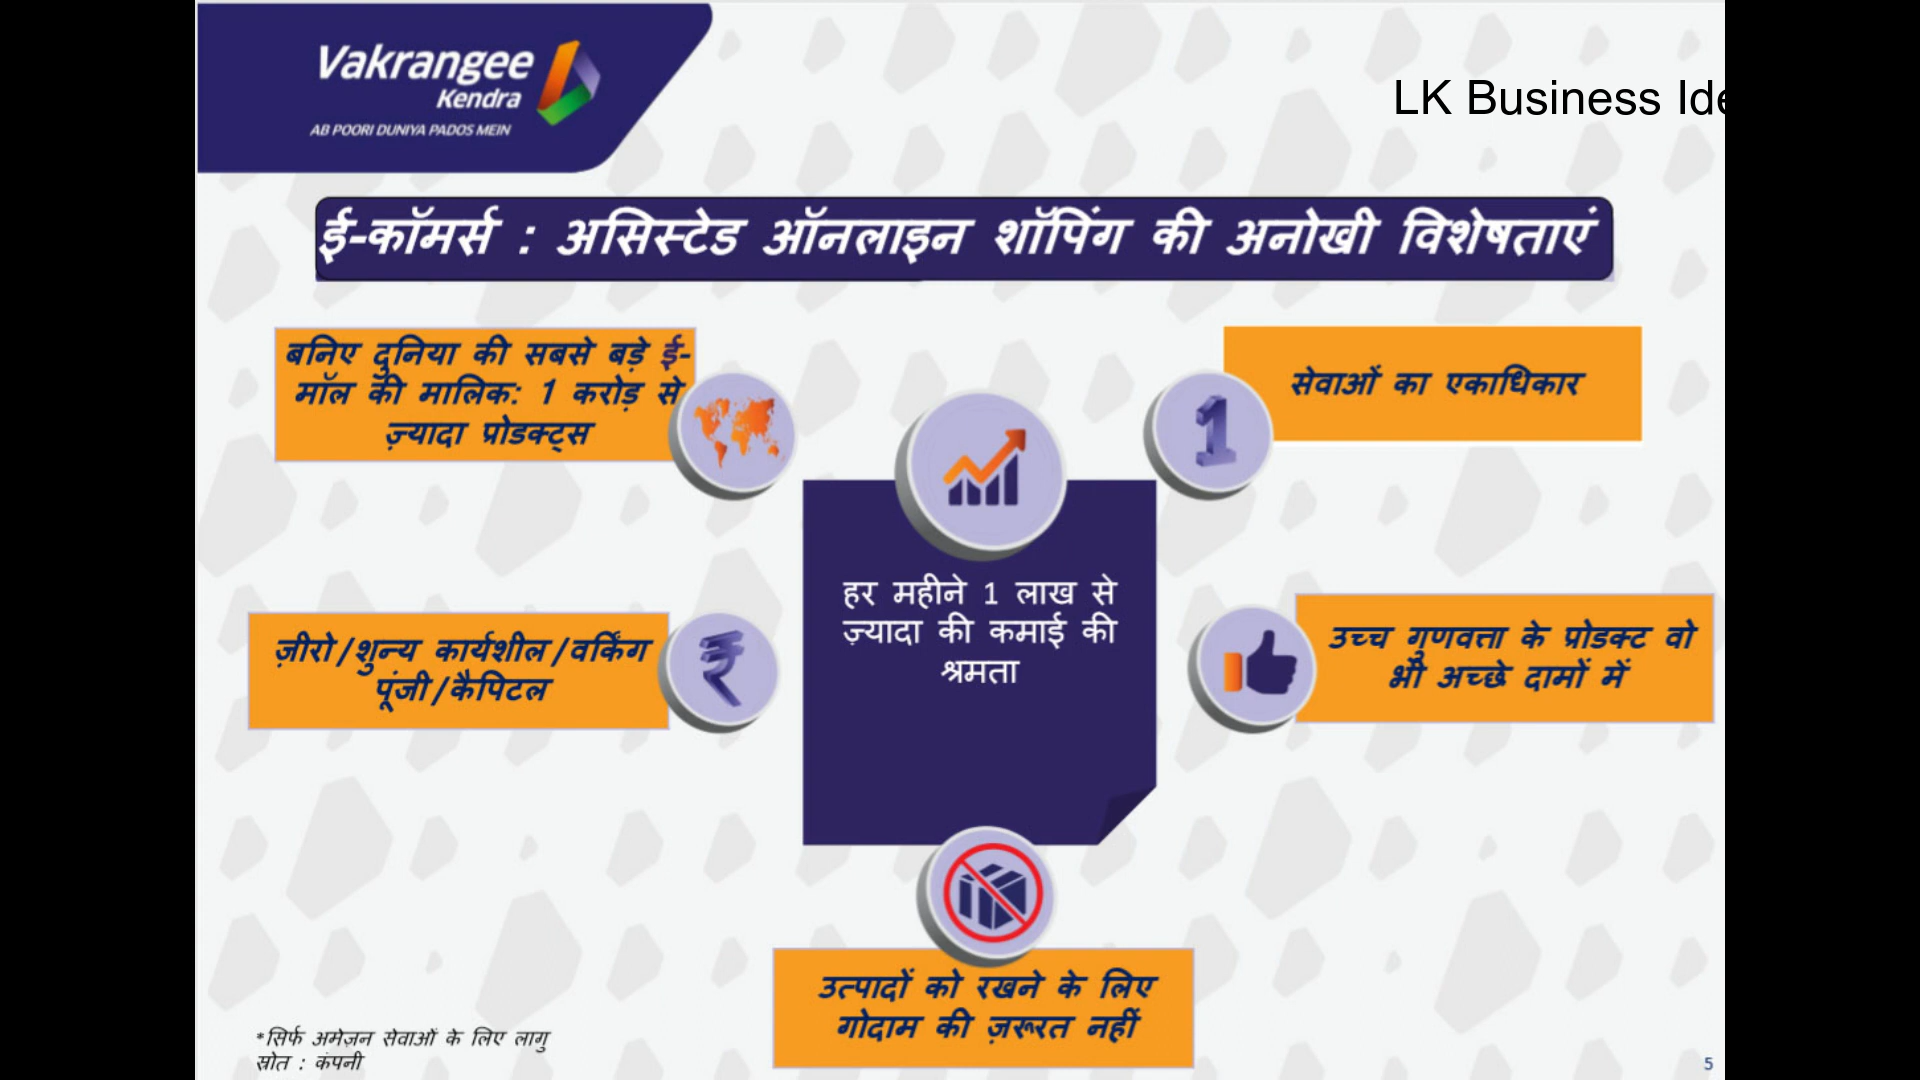 Vakrangee
Kendra
AB POORI DUNIYA PADOS MEIN
LK Business Ide
ई-कॉमर्स : असिस्टेड ऑनलाइन शॉपिंग की अनोखी विशेषताएं
बनिए दुनिया की सबसे बड़े ई-
मॉल की मालिक: 1 करोड़ से
ज़्यादा प्रोडक्ट्स
सेवाओं का एकाधिकार
1
हर महीने 1 लाख से
ज़्यादा की कमाई की
श्रमता
ज़ीरो/शुन्य कार्यशील/वर्किंग
पूंजी/कैपिटल
₹
उच्च गुणवत्ता के प्रोडक्ट वो
भी अच्छे दामों में
उत्पादों को रखने के लिए
गोदाम की ज़रूरत नहीं
*सिर्फ अमेज़न सेवाओं के लिए लागु
स्रोत : कंपनी
5